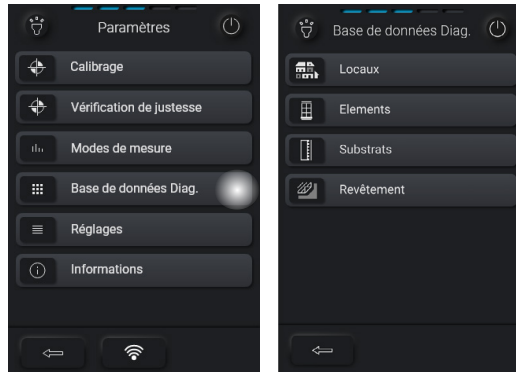 Paramètres
Calibrage
Vérification de justesse
Modes de mesure
Base de données Diag.
Réglages
Informations
Base de données Diag.
Locaux
Elements
Substrats
Revêtement